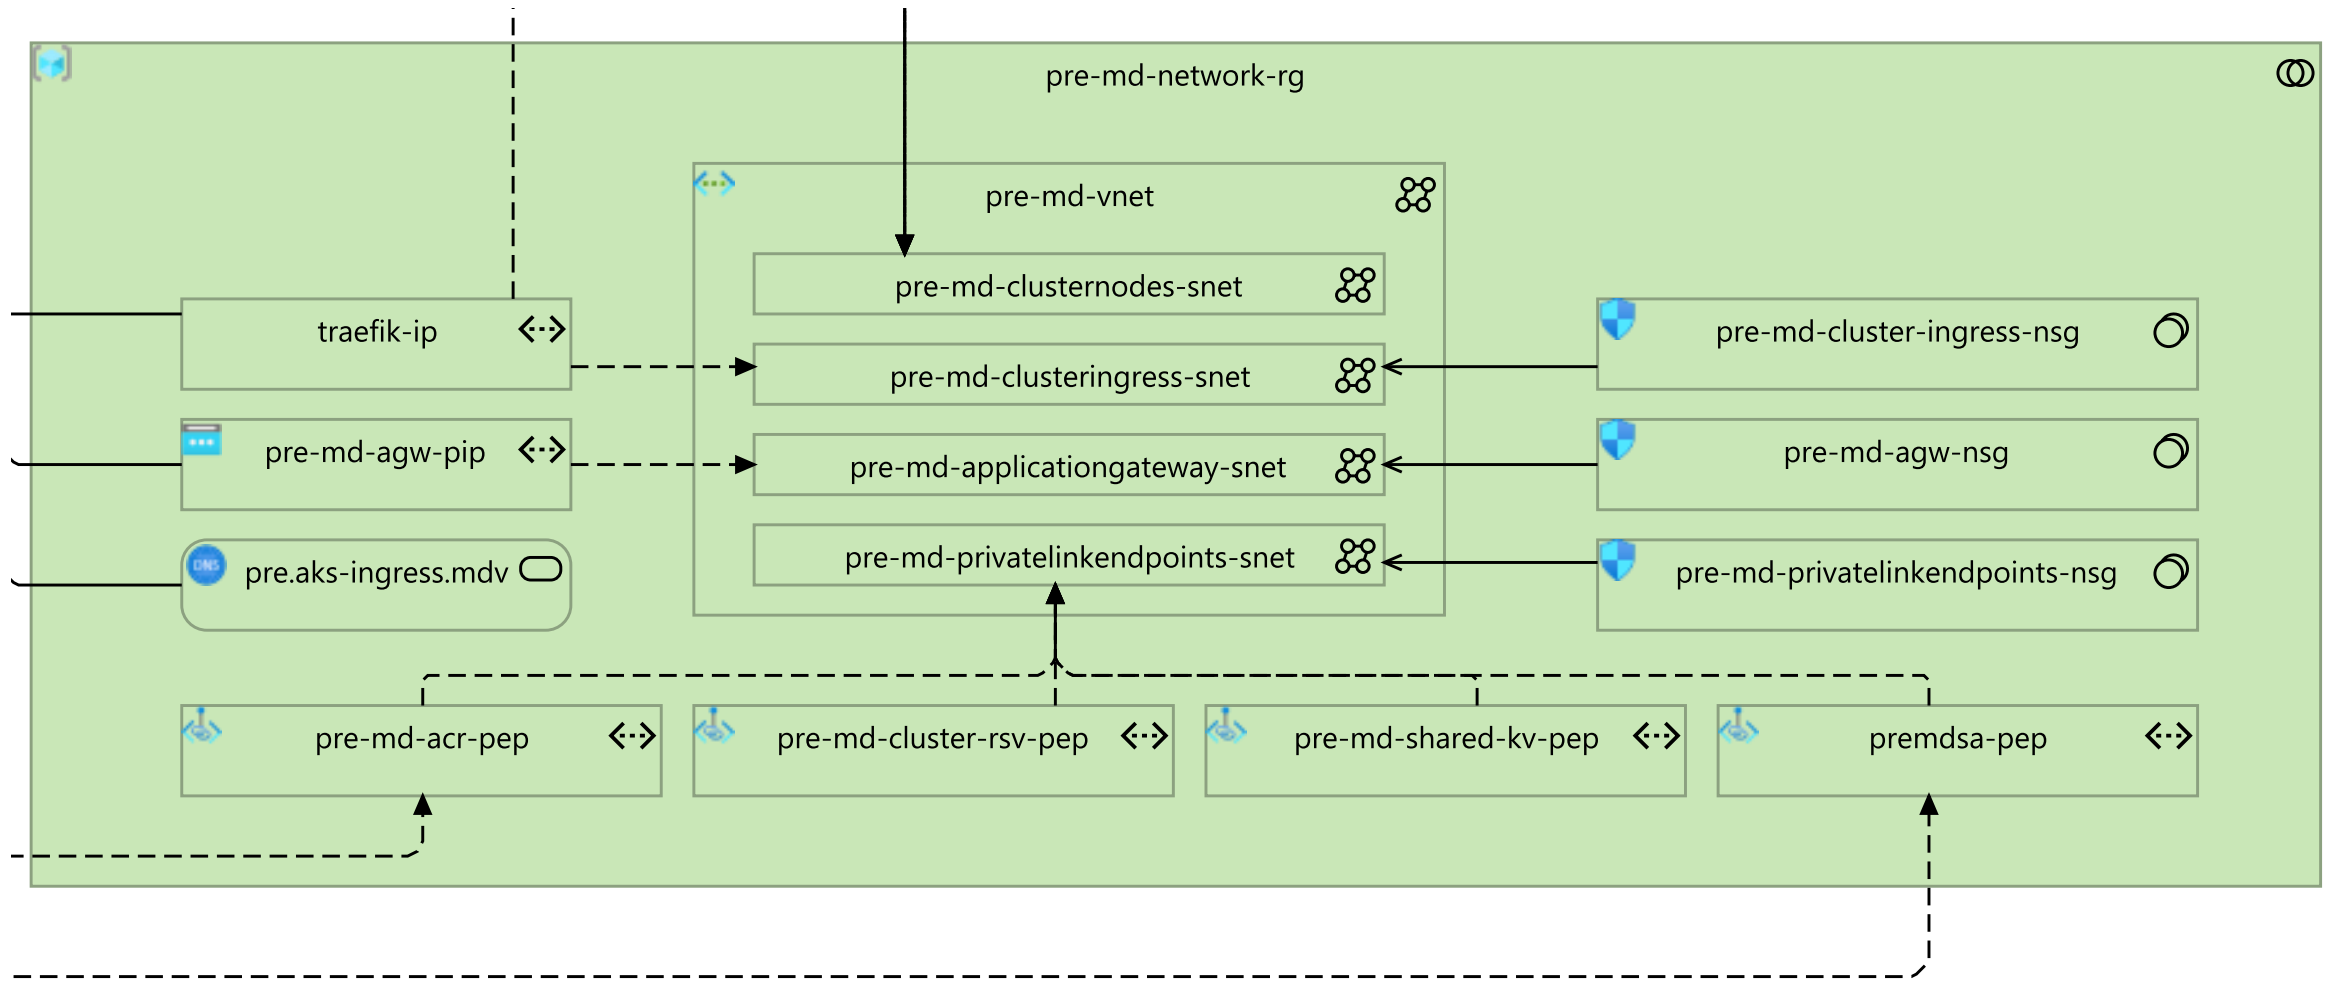 pre-md-network-rg
pre-md-vnet
pre-md-clusternodes-snet
traefik-ip
pre-md-clusteringress-snet
pre-md-cluster-ingress-nsg
pre-md-agw-pip
pre-md-applicationgateway-snet
pre-md-agw-nsg
DNS
pre.aks-ingress.mdv
pre-md-privatelinkendpoints-snet
pre-md-privatelinkendpoints-nsg
pre-md-acr-pep
pre-md-cluster-rsv-pep
pre-md-shared-kv-pep
premdsa-pep